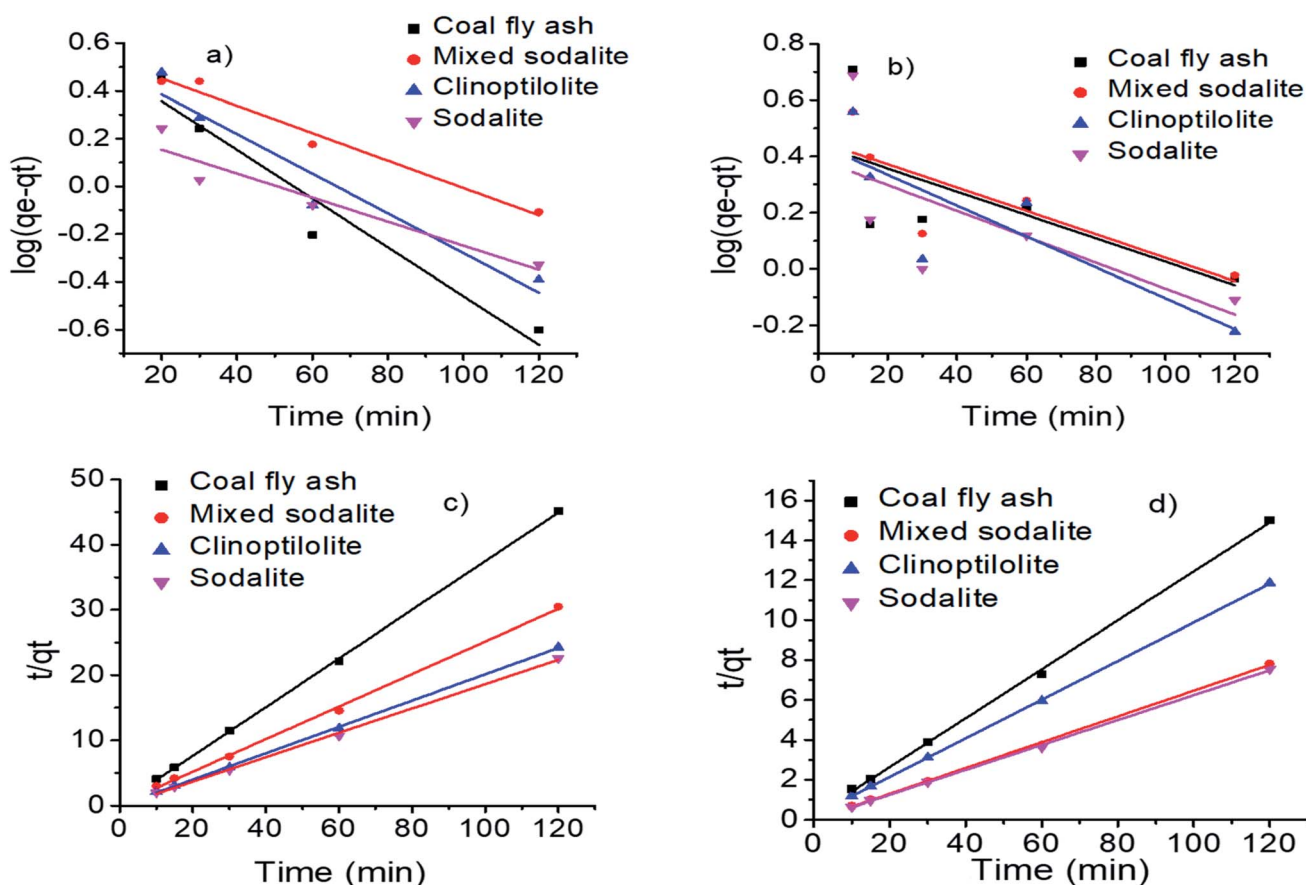 a)
Coal fly ash
Mixed sodalite
Clinoptilolite
Sodalite
0.6
0.4
0.2
0.0
-0.2
-0.4
-0.6
log(qe-qt)
20 40 60 80 100 120
Time (min)
b)
Coal fly ash
Mixed sodalite
Clinoptilolite
Sodalite
0.8
0.6
0.4
0.2
0.0
-0.2
log(qe-qt)
0 20 40 60 80 100 120
Time (min)
c)
Coal fly ash
Mixed sodalite
Clinoptilolite
Sodalite
50
40
30
20
10
0
t/qt
0 20 40 60 80 100 120
Time (min)
d)
Coal fly ash
Mixed sodalite
Clinoptilolite
Sodalite
16
14
12
10
8
6
4
2
0
t/qt
0 20 40 60 80 100 120
Time (min)